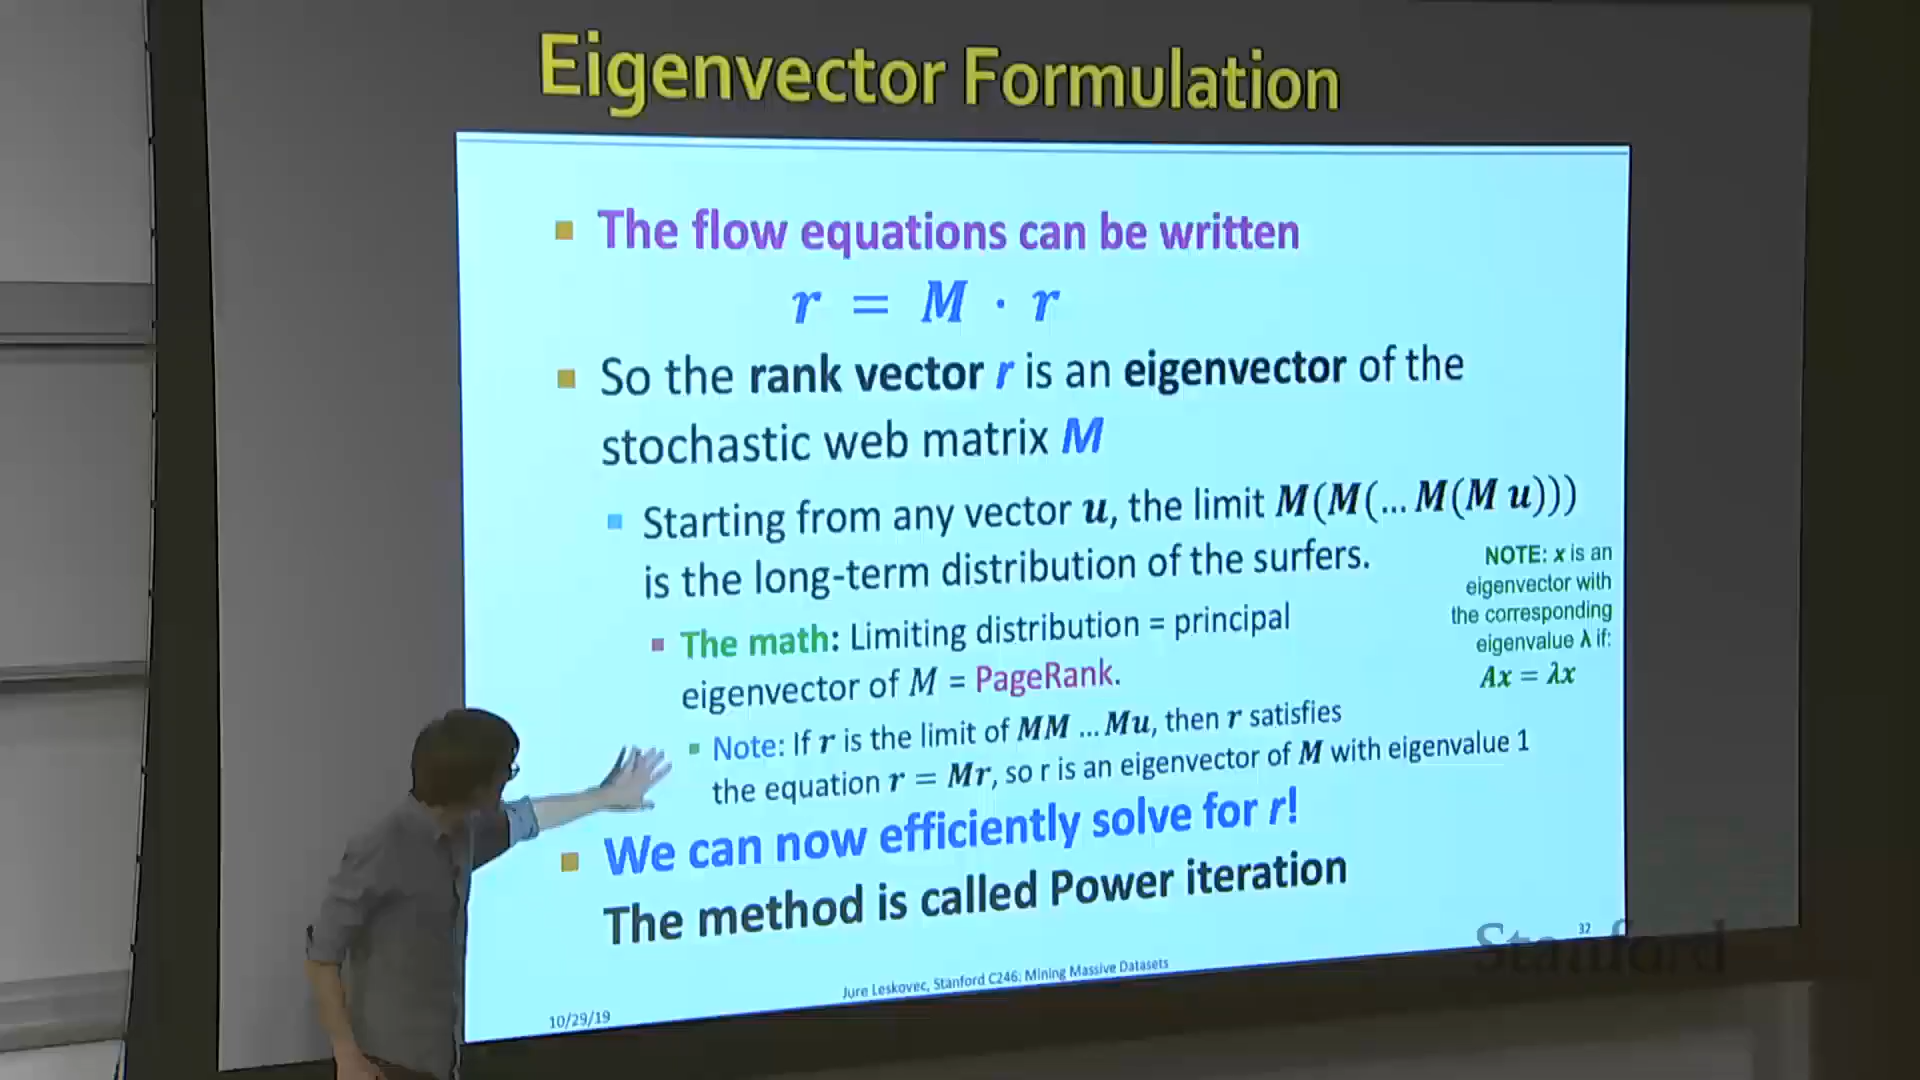 Eigenvector Formulation
The flow equations can be written
r = M · r
So the rank vector r is an eigenvector of the
stochastic web matrix M
Starting from any vector u, the limit M(M(... M(M u)))
is the long-term distribution of the surfers.
The math: Limiting distribution = principal
eigenvector of M = PageRank.
Note: If r is the limit of MM ... Mu, then r satisfies
the equation r = Mr, so r is an eigenvector of M with eigenvalue 1
NOTE: x is an
eigenvector with
the corresponding
eigenvalue λ if:
Ax = λx
We can now efficiently solve for r!
The method is called Power iteration
10/29/19
Jure Leskovec, Stanford C246: Mining Massive Datasets
32
Stanford